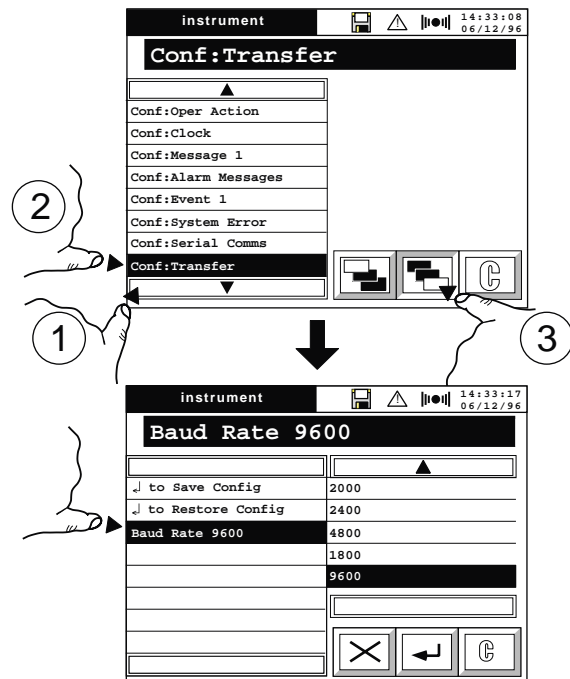 instrument
14:33:08
06/12/96
Conf:Transfer
Conf:Oper Action
Conf:Clock
Conf:Message 1
Conf:Alarm Messages
Conf:Event 1
Conf:System Error
Conf:Serial Comms
Conf:Transfer
C
2
1
3
instrument
14:33:17
06/12/96
Baud Rate 9600
↲ to Save Config
↲ to Restore Config
Baud Rate 9600
2000
2400
4800
1800
9600
C